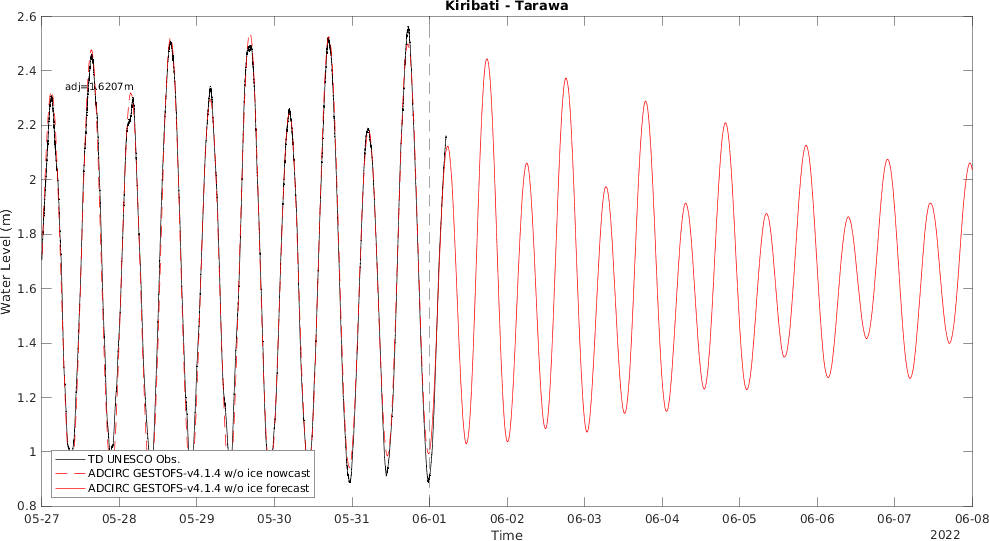 Kiribati - Tarawa
2.6
2.4
2.2
2
1.8
1.6
1.4
1.2
1
0.8
Water Level (m)
adj=1.6207m
TD UNESCO Obs.
ADCIRC GESTOFS-v4.1.4 w/o ice nowcast
ADCIRC GESTOFS-v4.1.4 w/o ice forecast
05-27 05-28 05-29 05-30 05-31 06-01 06-02 06-03 06-04 06-05 06-06 06-07 06-08
Time
2022